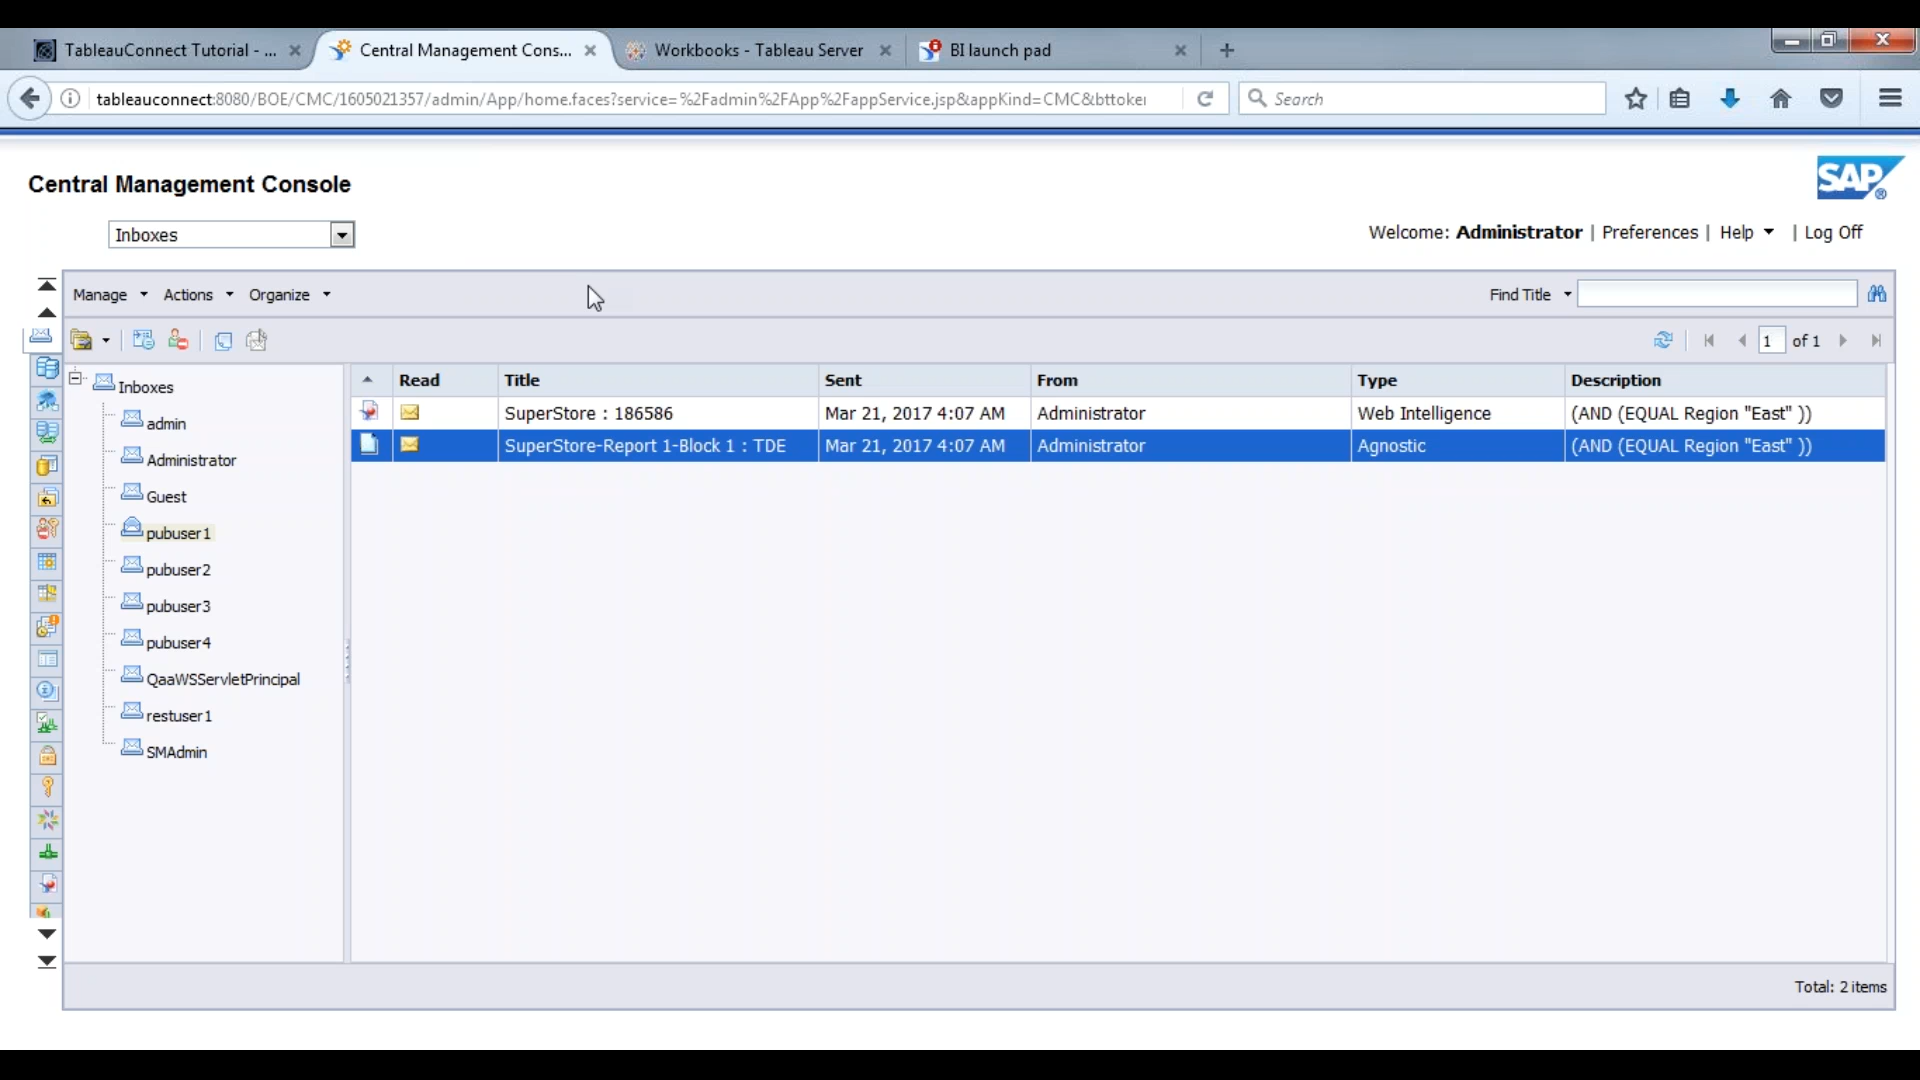 TableauConnect Tutorial - ...
Central Management Cons...
Workbooks - Tableau Server
BI launch pad
tableauconnect:8080/BOE/CMC/1605021357/admin/App/home.faces?service=%2Fadmin%2FApp%2FappService.jsp&appKind=CMC&bttoke
Search
Central Management Console
SAP®
Inboxes
Welcome: Administrator | Preferences | Help | Log Off
Manage Actions Organize
Find Title
1 of 1
Inboxes
admin
Administrator
Guest
pubuser1
pubuser2
pubuser3
pubuser4
QaaWSServletPrincipal
restuser1
SMAdmin
Read Title Sent From Type Description
SuperStore : 186586 Mar 21, 2017 4:07 AM Administrator Web Intelligence (AND (EQUAL Region "East" ))
SuperStore-Report 1-Block 1 : TDE Mar 21, 2017 4:07 AM Administrator Agnostic (AND (EQUAL Region "East" ))
Total: 2 items